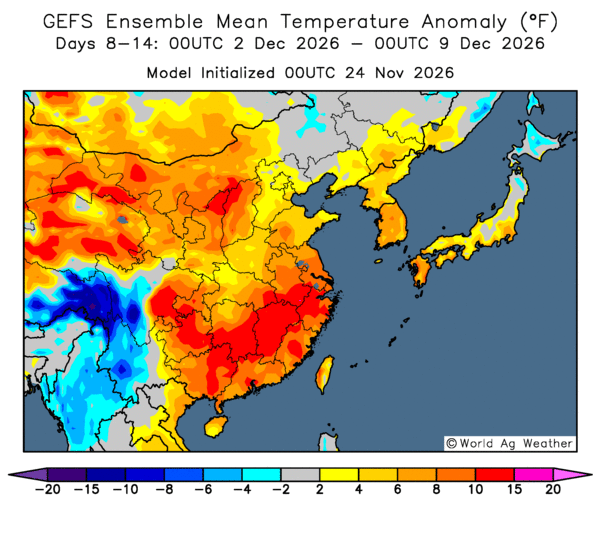 GEFS Ensemble Mean Temperature Anomaly (°F)
Days 8–14: 00UTC 2 Dec 2026 – 00UTC 9 Dec 2026
Model Initialized 00UTC 24 Nov 2026
©World Ag Weather
−20 −15 −10 −8 −6 −4 −2 2 4 6 8 10 15 20